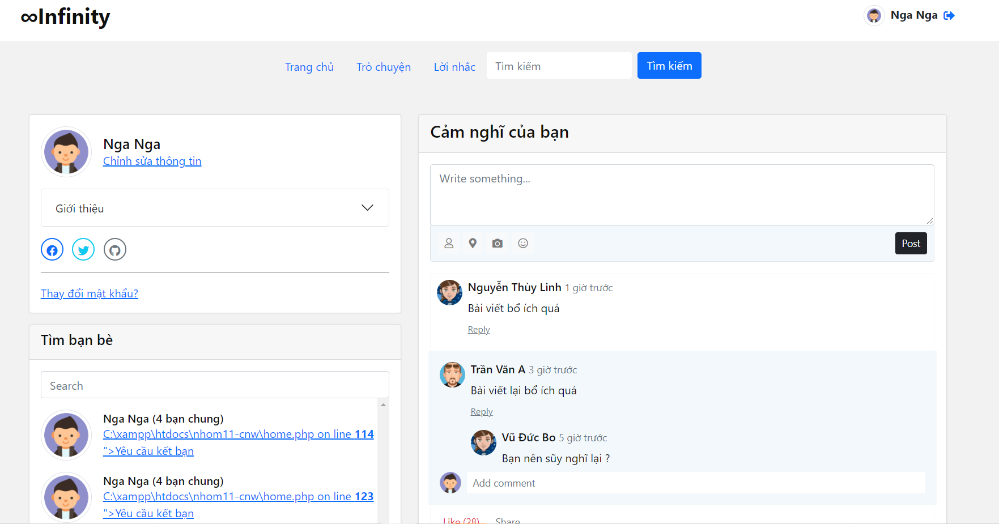 ∞Infinity
Nga Nga
Trang chủ Trò chuyện Lời nhắc Tìm kiếm Tìm kiếm
Nga Nga
Chỉnh sửa thông tin
Giới thiệu
Thay đổi mật khẩu?
Tìm bạn bè
Search
Nga Nga (4 bạn chung)
C:\xampp\htdocs\nhom11-cnw\home.php on line 114
">Yêu cầu kết bạn
Nga Nga (4 bạn chung)
C:\xampp\htdocs\nhom11-cnw\home.php on line 123
">Yêu cầu kết bạn
Cảm nghĩ của bạn
Write something...
Post
Nguyễn Thùy Linh 1 giờ trước
Bài viết bổ ích quá
Reply
Trần Văn A 3 giờ trước
Bài viết lại bổ ích quá
Reply
Vũ Đức Bo 5 giờ trước
Bạn nên sũy nghĩ lại ?
Add comment
Like (28) Share